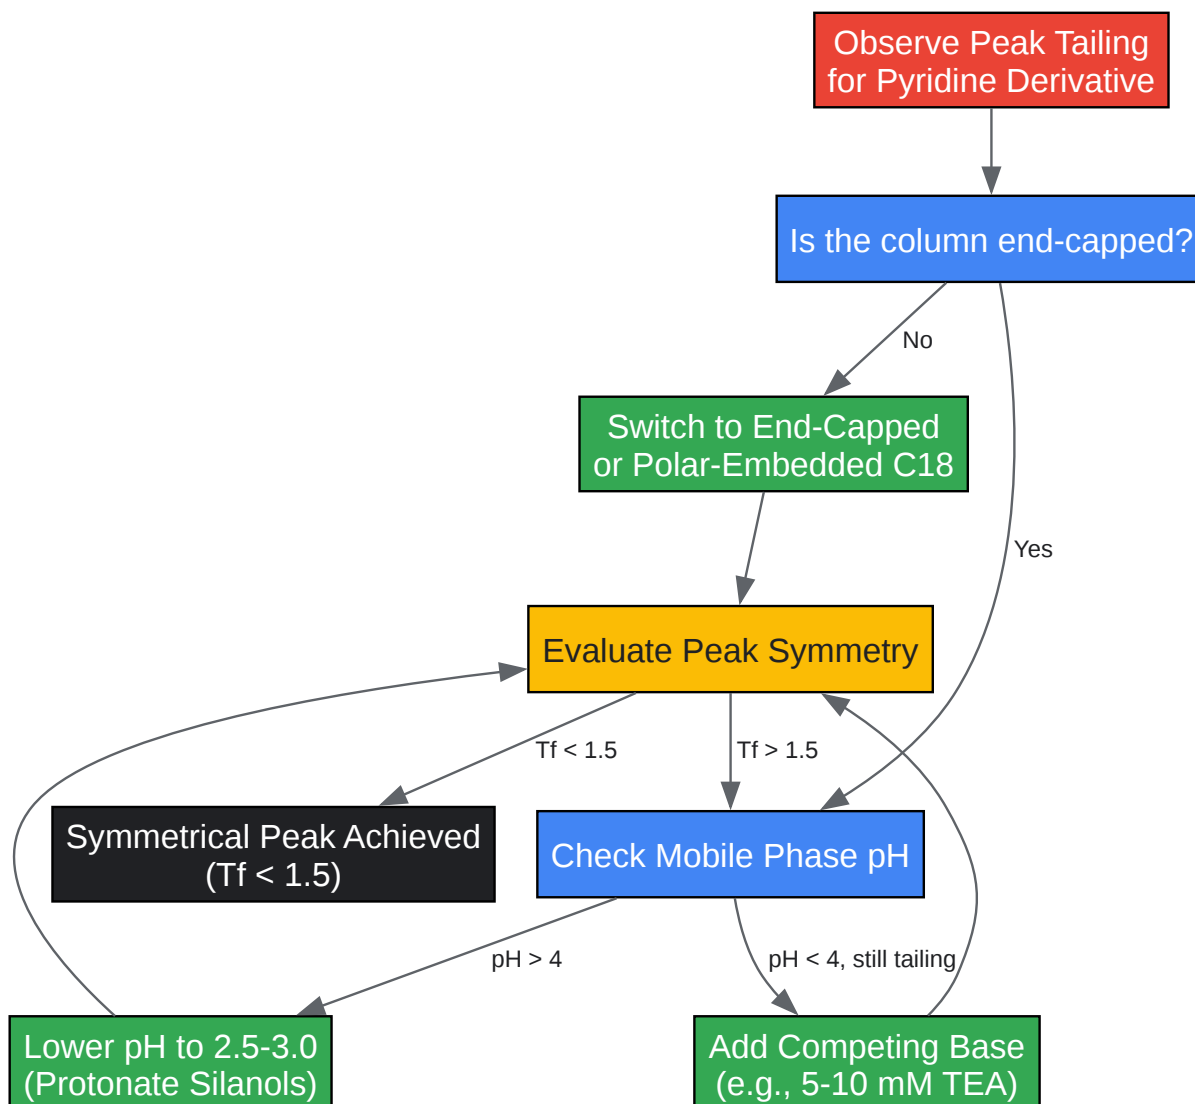 Observe Peak Tailing
for Pyridine Derivative
Is the column end-capped?
No
Switch to End-Capped
or Polar-Embedded C18
Yes
Evaluate Peak Symmetry
Tf < 1.5
Tf > 1.5
Symmetrical Peak Achieved
(Tf < 1.5)
Check Mobile Phase pH
pH > 4
pH < 4, still tailing
Lower pH to 2.5-3.0
(Protonate Silanols)
Add Competing Base
(e.g., 5-10 mM TEA)